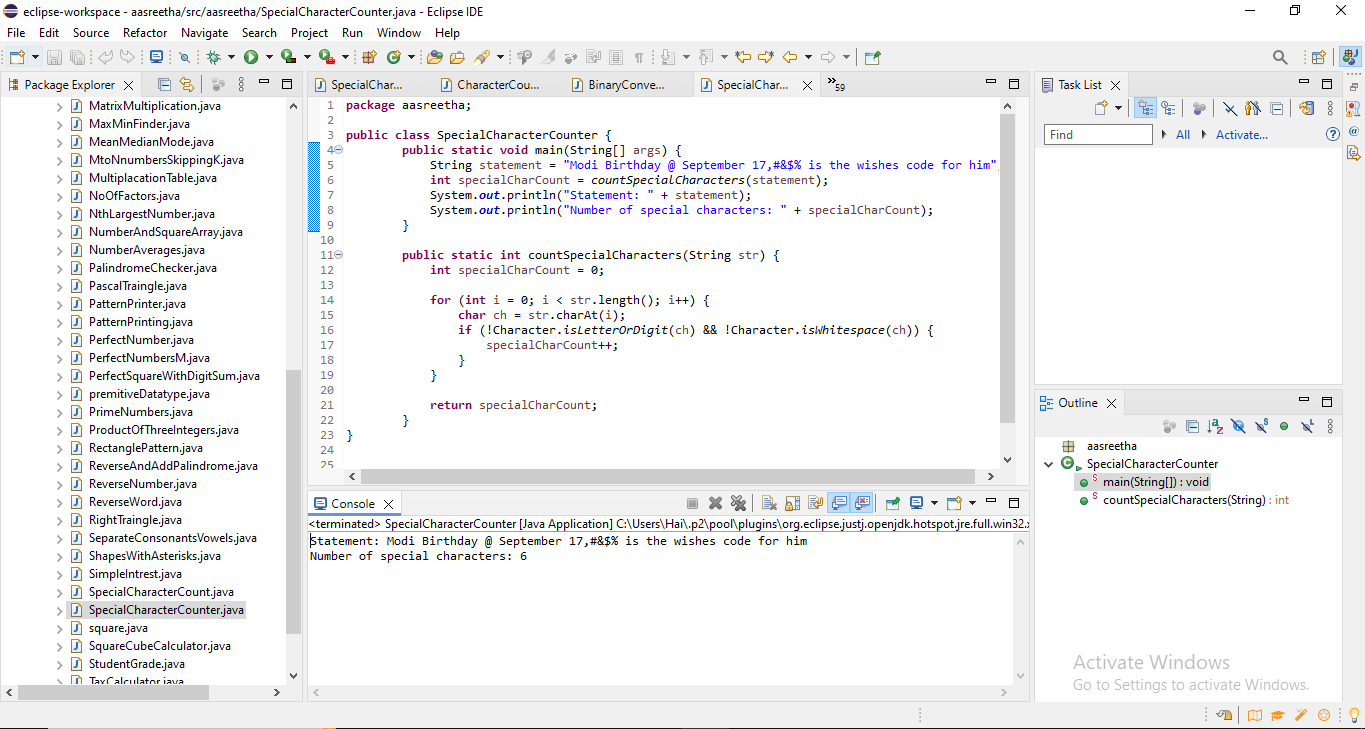 eclipse-workspace - aasreetha/src/aasreetha/SpecialCharacterCounter.java - Eclipse IDE
File Edit Source Refactor Navigate Search Project Run Window Help
Package Explorer
MatrixMultiplication.java
MaxMinFinder.java
MeanMedianMode.java
MtoNnumbersSkippingK.java
MultiplacationTable.java
NoOfFactors.java
NthLargestNumber.java
NumberAndSquareArray.java
NumberAverages.java
PalindromeChecker.java
PascalTraingle.java
PatternPrinter.java
PatternPrinting.java
PerfectNumber.java
PerfectNumbersM.java
PerfectSquareWithDigitSum.java
premitiveDatatype.java
PrimeNumbers.java
ProductOfThreeIntegers.java
RectanglePattern.java
ReverseAndAddPalindrome.java
ReverseNumber.java
ReverseWord.java
RightTraingle.java
SeparateConsonantsVowels.java
ShapesWithAsterisks.java
SimpleIntrest.java
SpecialCharacterCount.java
SpecialCharacterCounter.java
square.java
SquareCubeCalculator.java
StudentGrade.java
TaxCalculator.java
SpecialChar... CharacterCou... BinaryConve... SpecialChar... »59
1 package aasreetha;
2
3 public class SpecialCharacterCounter {
4 public static void main(String[] args) {
5 String statement = "Modi Birthday @ September 17,#&$% is the wishes code for him"
6 int specialCharCount = countSpecialCharacters(statement);
7 System.out.println("Statement: " + statement);
8 System.out.println("Number of special characters: " + specialCharCount);
9 }
10
11 public static int countSpecialCharacters(String str) {
12 int specialCharCount = 0;
13
14 for (int i = 0; i < str.length(); i++) {
15 char ch = str.charAt(i);
16 if (!Character.isLetterOrDigit(ch) && !Character.isWhitespace(ch)) {
17 specialCharCount++;
18 }
19 }
20
21 return specialCharCount;
22 }
23 }
24
25
Console
<terminated> SpecialCharacterCounter [Java Application] C:\Users\Hai\.p2\pool\plugins\org.eclipse.justj.openjdk.hotspot.jre.full.win32.
Statement: Modi Birthday @ September 17,#&$% is the wishes code for him
Number of special characters: 6
Task List
Find All Activate...
Outline
aasreetha
SpecialCharacterCounter
main(String[]) : void
countSpecialCharacters(String) : int
Activate Windows
Go to Settings to activate Windows.